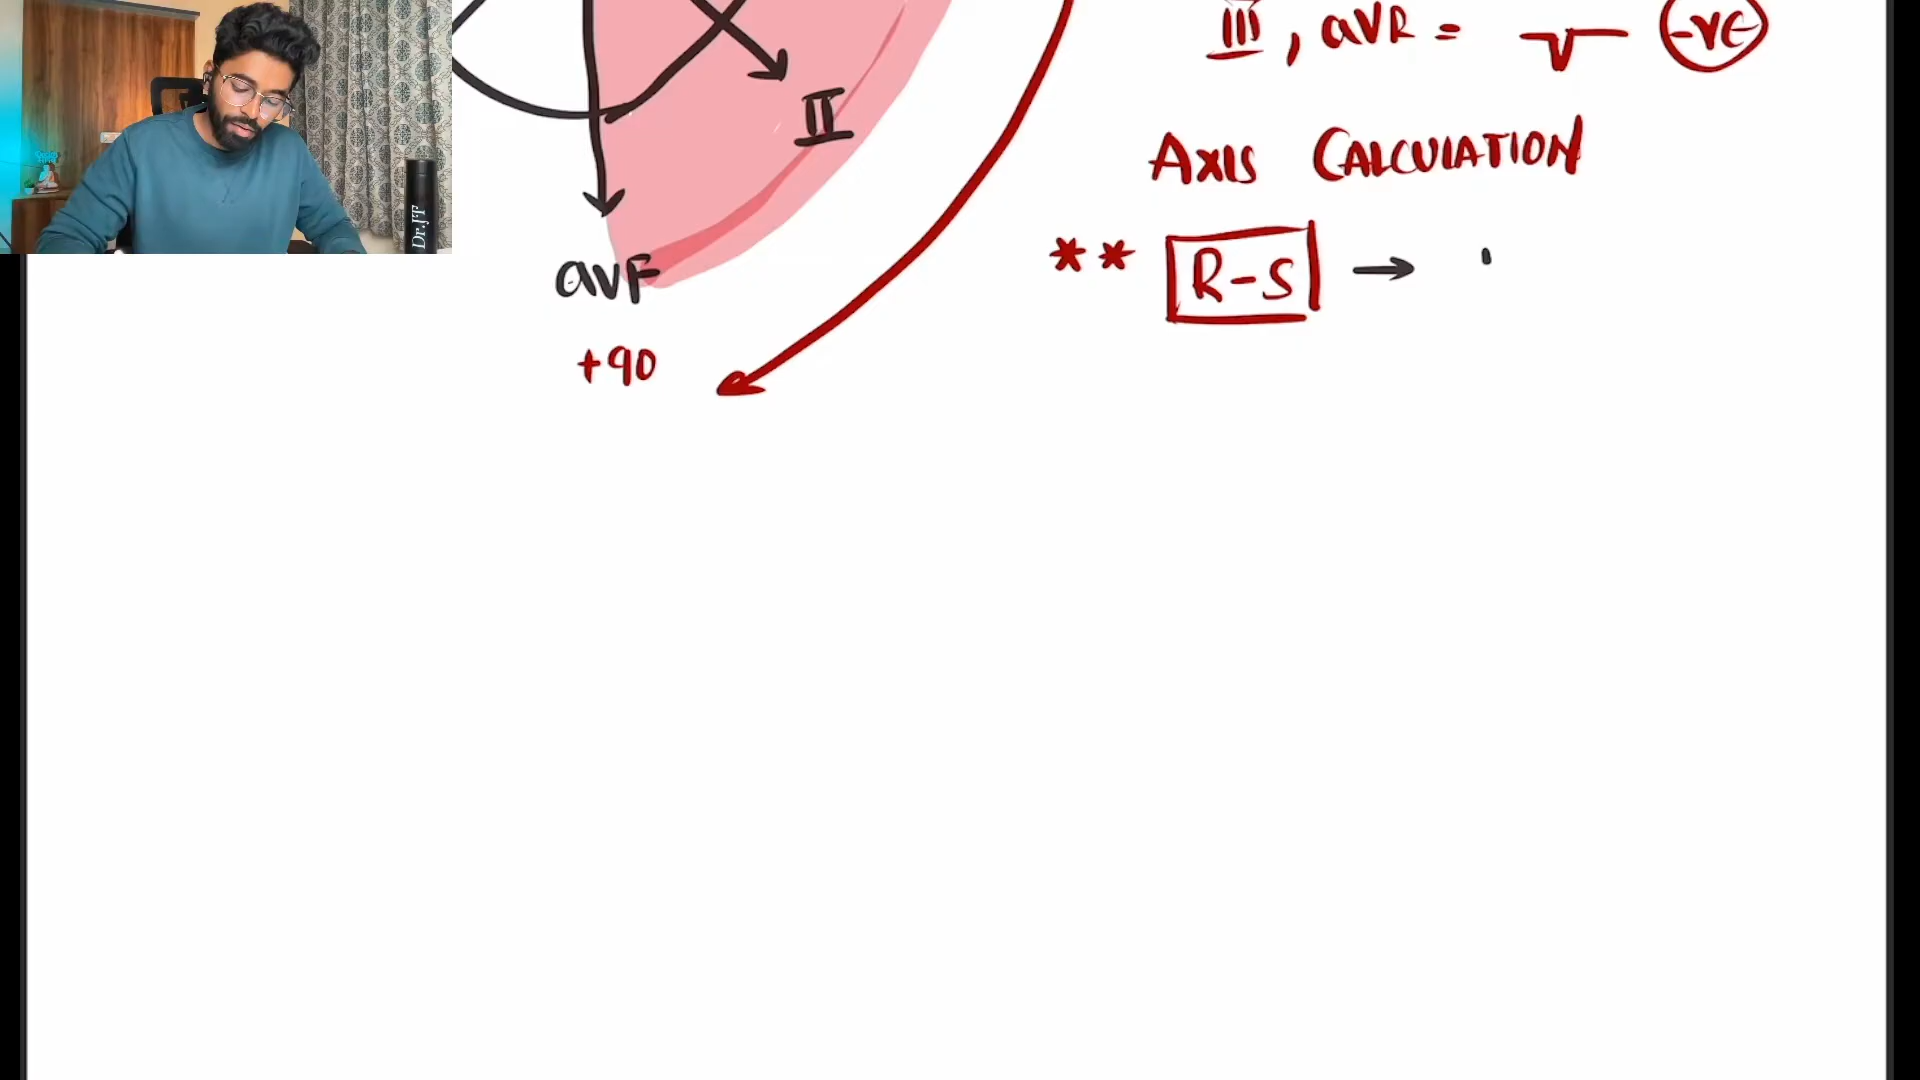 III, aVR = -ve
II
AXIS CALCULATION
** R-S →
aVF
+90
Dr.JT